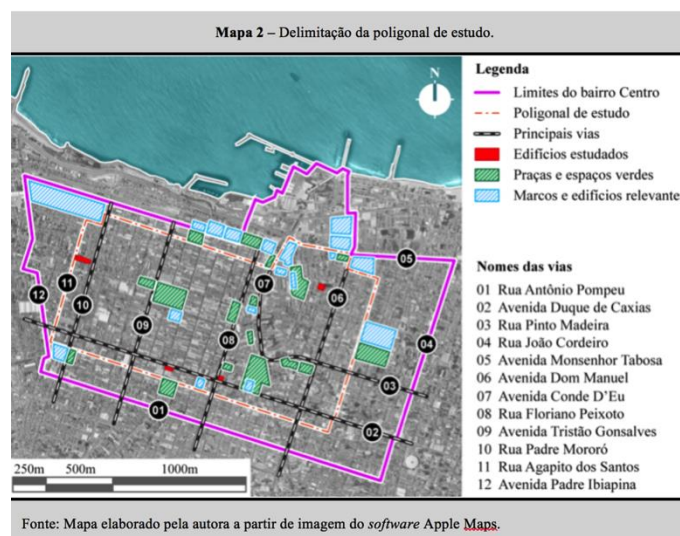 Mapa 2 – Delimitação da poligonal de estudo.
N
Legenda
Limites do bairro Centro
Poligonal de estudo
Principais vias
Edifícios estudados
Praças e espaços verdes
Marcos e edifícios relevante
Nomes das vias
01 Rua Antônio Pompeu
02 Avenida Duque de Caxias
03 Rua Pinto Madeira
04 Rua João Cordeiro
05 Avenida Monsenhor Tabosa
06 Avenida Dom Manuel
07 Avenida Conde D'Eu
08 Rua Floriano Peixoto
09 Avenida Tristão Gonsalves
10 Rua Padre Mororó
11 Rua Agapito dos Santos
12 Avenida Padre Ibiapina
05
07
11
12
10
06
09
08
04
03
01
02
250m 500m 1000m
Fonte: Mapa elaborado pela autora a partir de imagem do software Apple Maps.